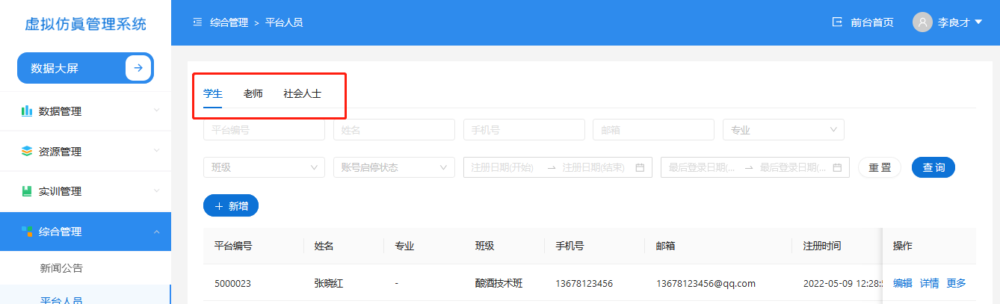 虚拟仿真管理系统
综合管理 > 平台人员
前台首页
李良才
数据大屏
数据管理
资源管理
实训管理
综合管理
新闻公告
平台人员
学生 老师 社会人士
平台编号 姓名 手机号 邮箱 专业
班级 账号启停状态 注册日期(开始) → 注册日期(结束) 最后登录日期(... → 最后登录日期(... 重置 查询
+ 新增
平台编号 姓名 专业 班级 手机号 邮箱 注册时间 操作
5000023 张晓红 - 酿酒技术班 13678123456 13678123456@qq.com 2022-05-09 12:28:5 编辑 详情 更多